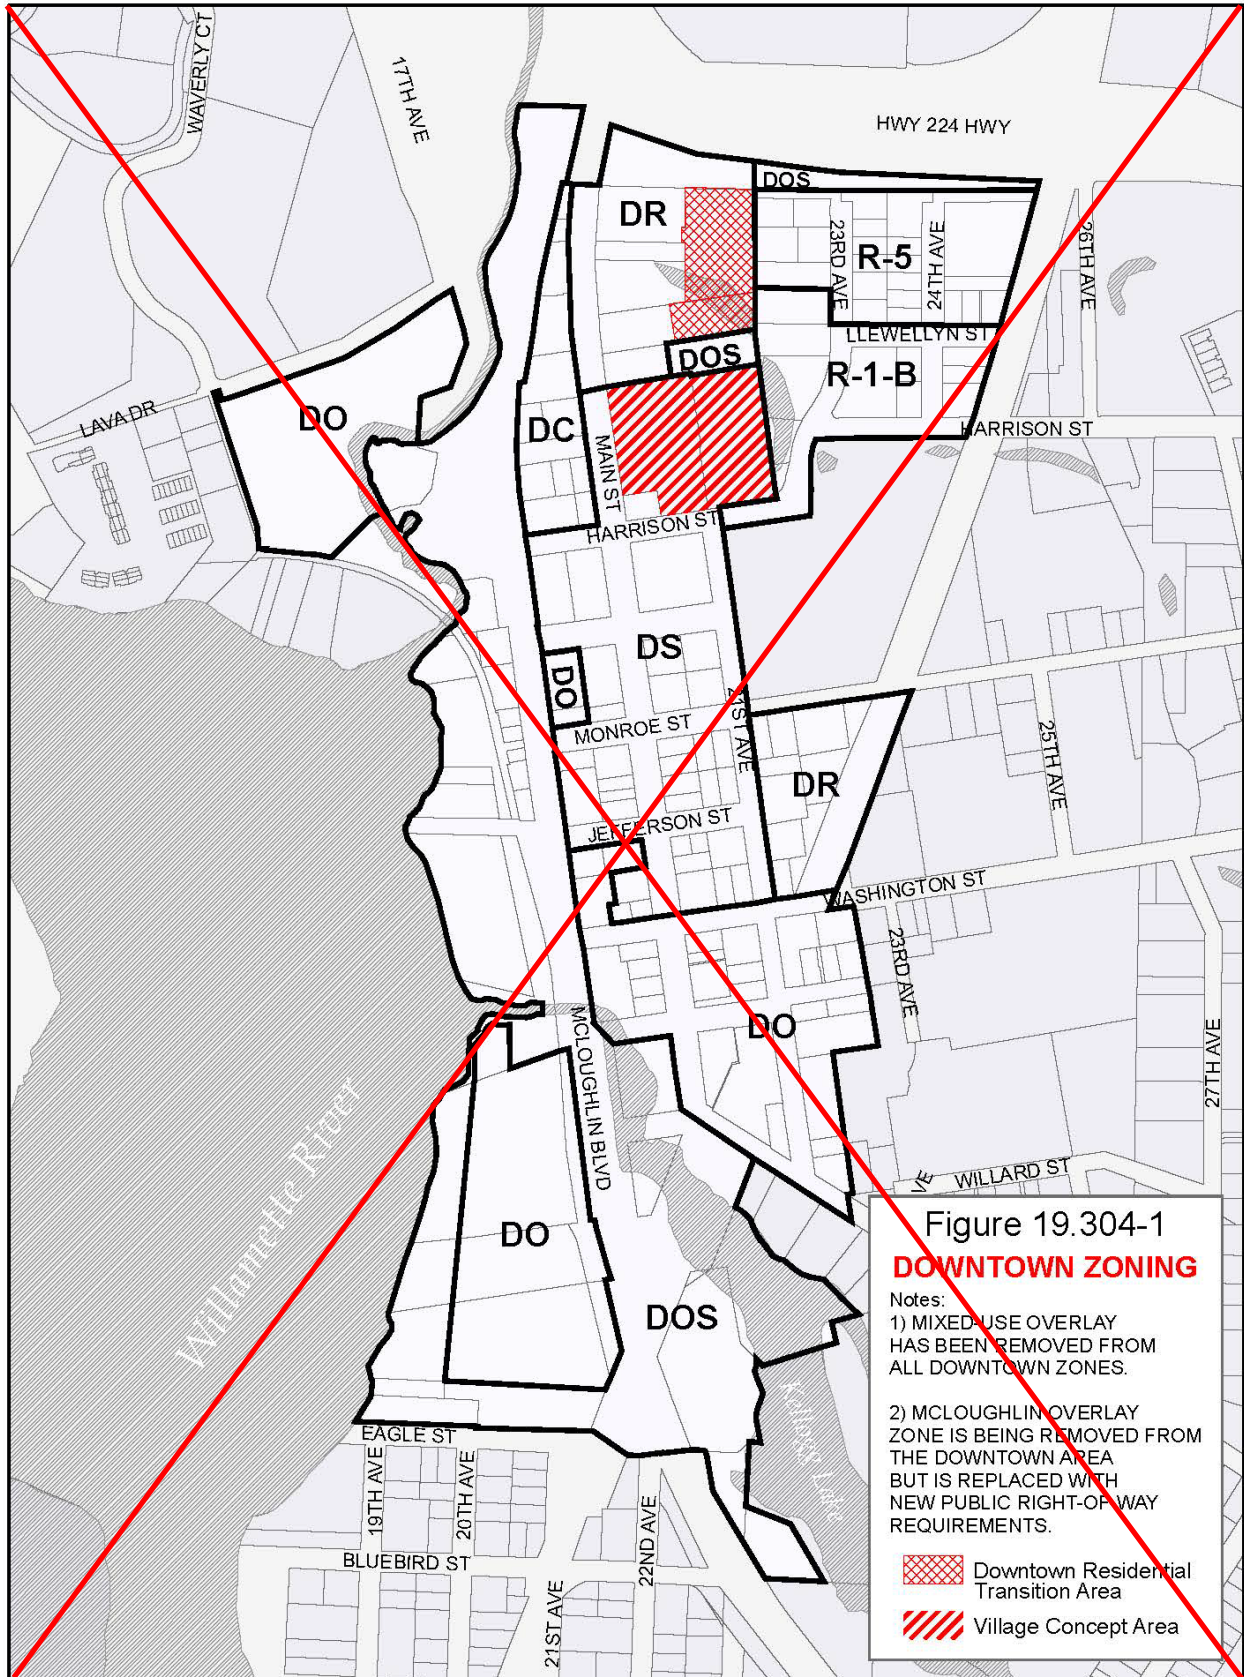 WAVERLY CT
17TH AVE
HWY 224 HWY
DOS
DR
23RD AVE
R-5
24TH AVE
26TH AVE
LLEWELLYN ST
DOS
R-1-B
LAVA DR
DO
DC
MAIN ST
HARRISON ST
HARRISON ST
DS
DO
21ST AVE
MONROE ST
25TH AVE
DR
JEFFERSON ST
WASHINGTON ST
23RD AVE
DO
MCLOUGHLIN BLVD
27TH AVE
Willamette River
WILLARD ST
VE
DO
DOS
Kellogg Lake
EAGLE ST
19TH AVE
20TH AVE
22ND AVE
BLUEBIRD ST
21ST AVE
Figure 19.304-1
DOWNTOWN ZONING
Notes:
1) MIXED-USE OVERLAY
HAS BEEN REMOVED FROM
ALL DOWNTOWN ZONES.
2) MCLOUGHLIN OVERLAY
ZONE IS BEING REMOVED FROM
THE DOWNTOWN AREA
BUT IS REPLACED WITH
NEW PUBLIC RIGHT-OF-WAY
REQUIREMENTS.
Downtown Residential
Transition Area
Village Concept Area